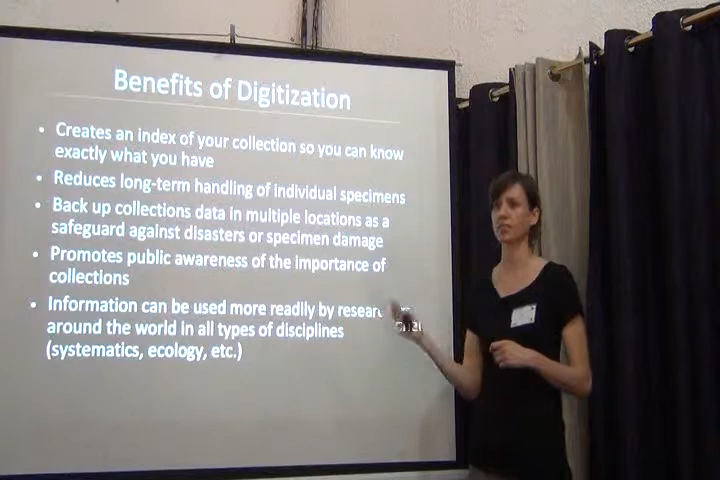 Benefits of Digitization
• Creates an index of your collection so you can know
exactly what you have
• Reduces long-term handling of individual specimens
• Back up collections data in multiple locations as a
safeguard against disasters or specimen damage
• Promotes public awareness of the importance of
collections
• Information can be used more readily by
around the world in all types of disciplines
(systematics, ecology, etc.)